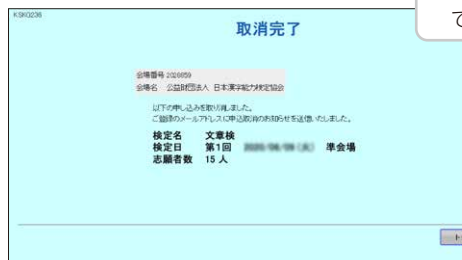 KSK0236
取消完了
会場番号 2020059
会場名 公益財団法人 日本漢字能力検定協会
以下の申し込みを取り消しました。
ご登録のメールアドレスに申込取消のお知らせを送信いたしました。
検定名 文章検
検定日 第1回 準会場
志願者数 15 人